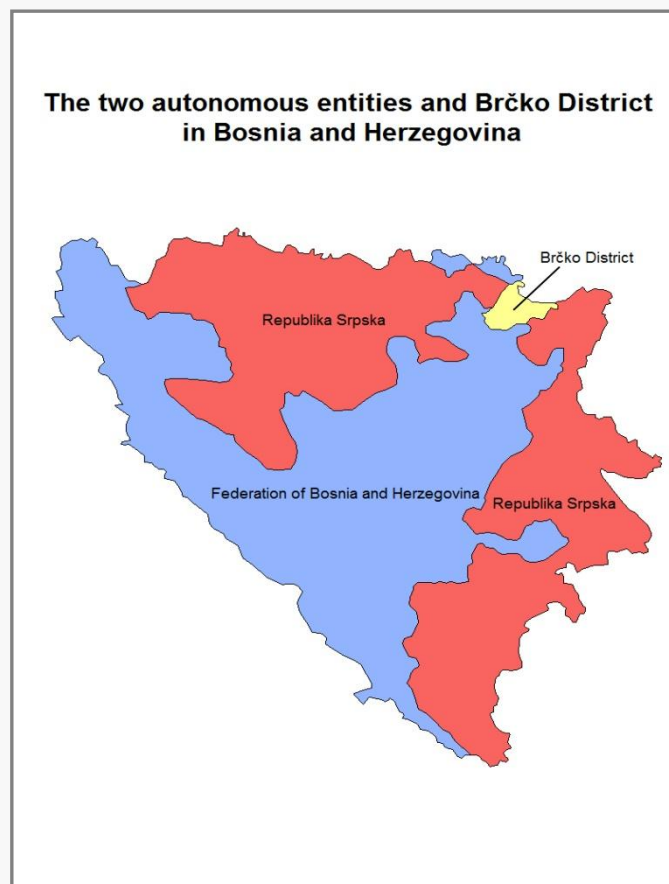 The two autonomous entities and Brčko District
in Bosnia and Herzegovina
Brčko District
Republika Srpska
Federation of Bosnia and Herzegovina
Republika Srpska